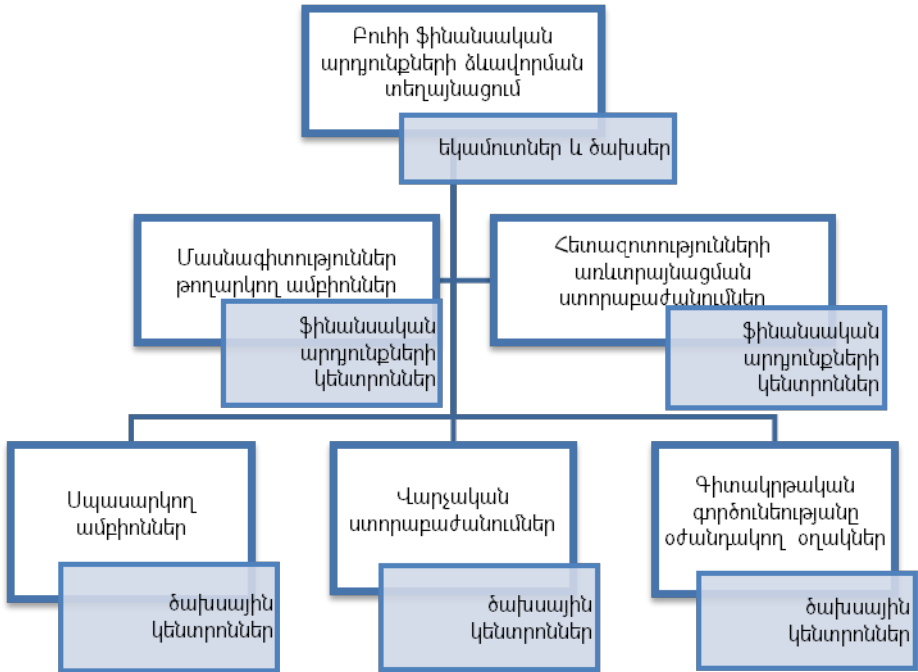 Բուհի ֆինանսական
արդյունքների ձևավորման
տեղայնացում
եկամուտներ և ծախսեր
Մասնագիտություններ
թողարկող ամբիոններ
ֆինանսական
արդյունքների
կենտրոններ
Հետազոտությունների
առևտրայնացման
ստորաբաժանումներ
ֆինանսական
արդյունքների
կենտրոններ
Սպասարկող
ամբիոններ
ծախսային
կենտրոններ
Վարչական
ստորաբաժանումներ
ծախսային
կենտրոններ
Գիտակրթական
գործունեությանը
օժանդակող օղակներ
ծախսային
կենտրոններ